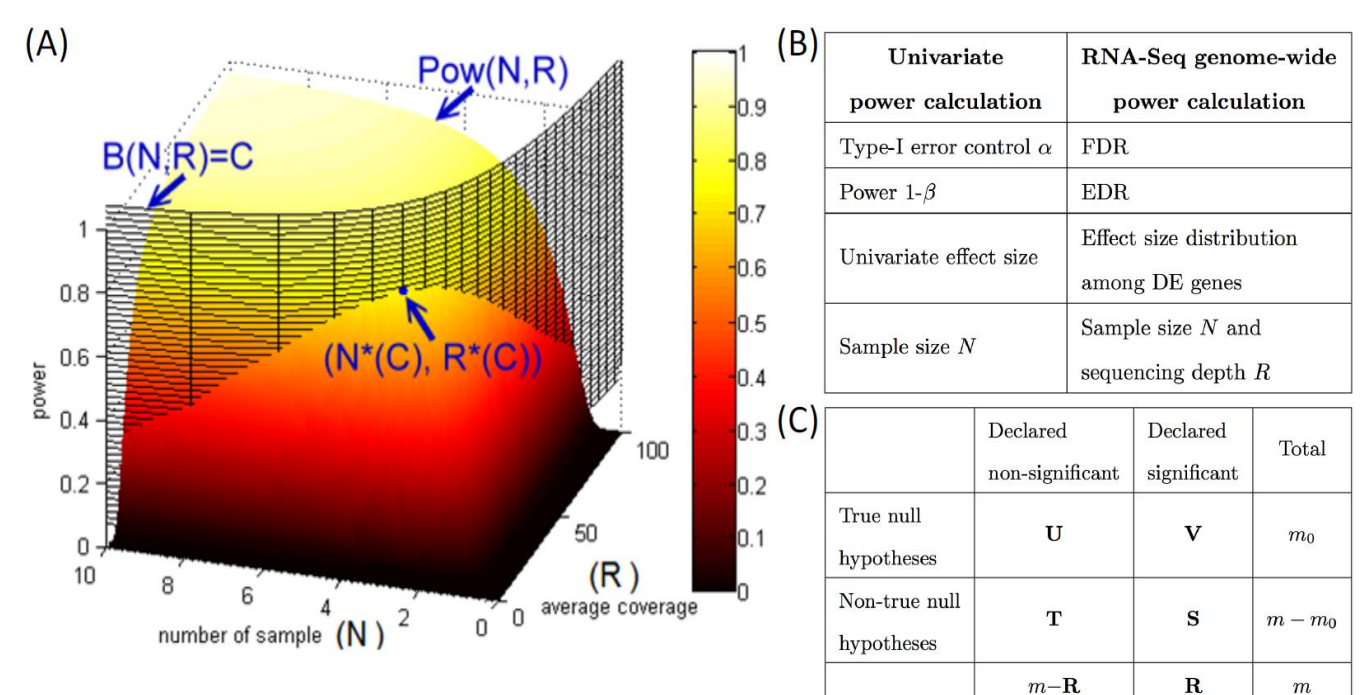 (A)
Pow(N,R)
B(N,R)=C
(N*(C), R*(C))
power
1
0.8
0.6
0.4
0.2
0
10
8
6
4
2
0
number of sample (N)
0
50
100
(R)
average coverage
1
0.9
0.8
0.7
0.6
0.5
0.4
0.3
0.2
0.1
0
(B)
Univariate
power calculation
RNA-Seq genome-wide
power calculation
Type-I error control α
FDR
Power 1-β
EDR
Univariate effect size
Effect size distribution
among DE genes
Sample size N
Sample size N and
sequencing depth R
(C)
Declared
non-significant
Declared
significant
Total
True null
hypotheses
U
V
m₀
Non-true null
hypotheses
T
S
m − m₀
m−R
R
m